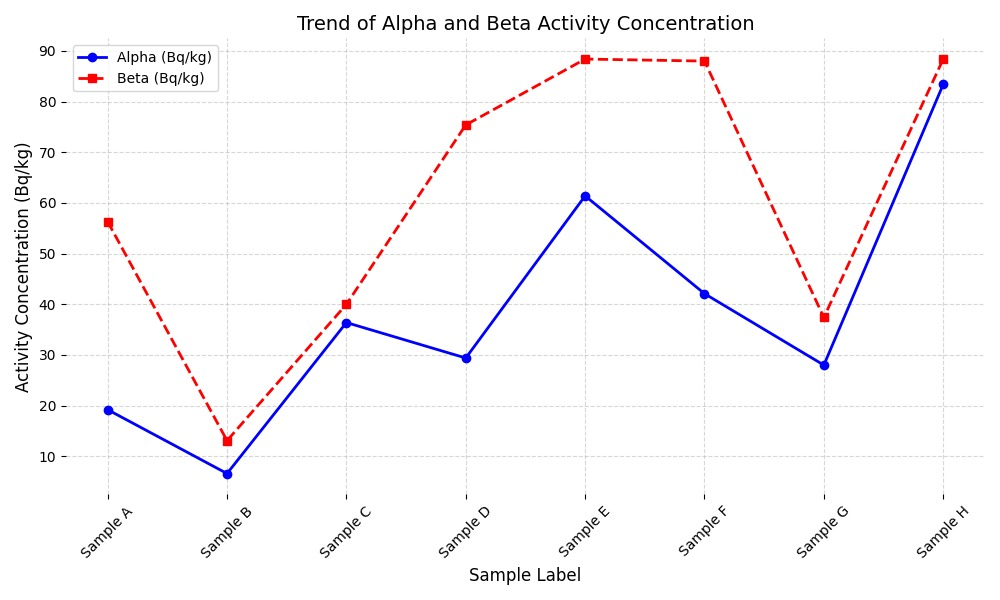 Trend of Alpha and Beta Activity Concentration
Alpha (Bq/kg)
Beta (Bq/kg)
Activity Concentration (Bq/kg)
90
80
70
60
50
40
30
20
10
Sample A
Sample B
Sample C
Sample D
Sample E
Sample F
Sample G
Sample H
Sample Label